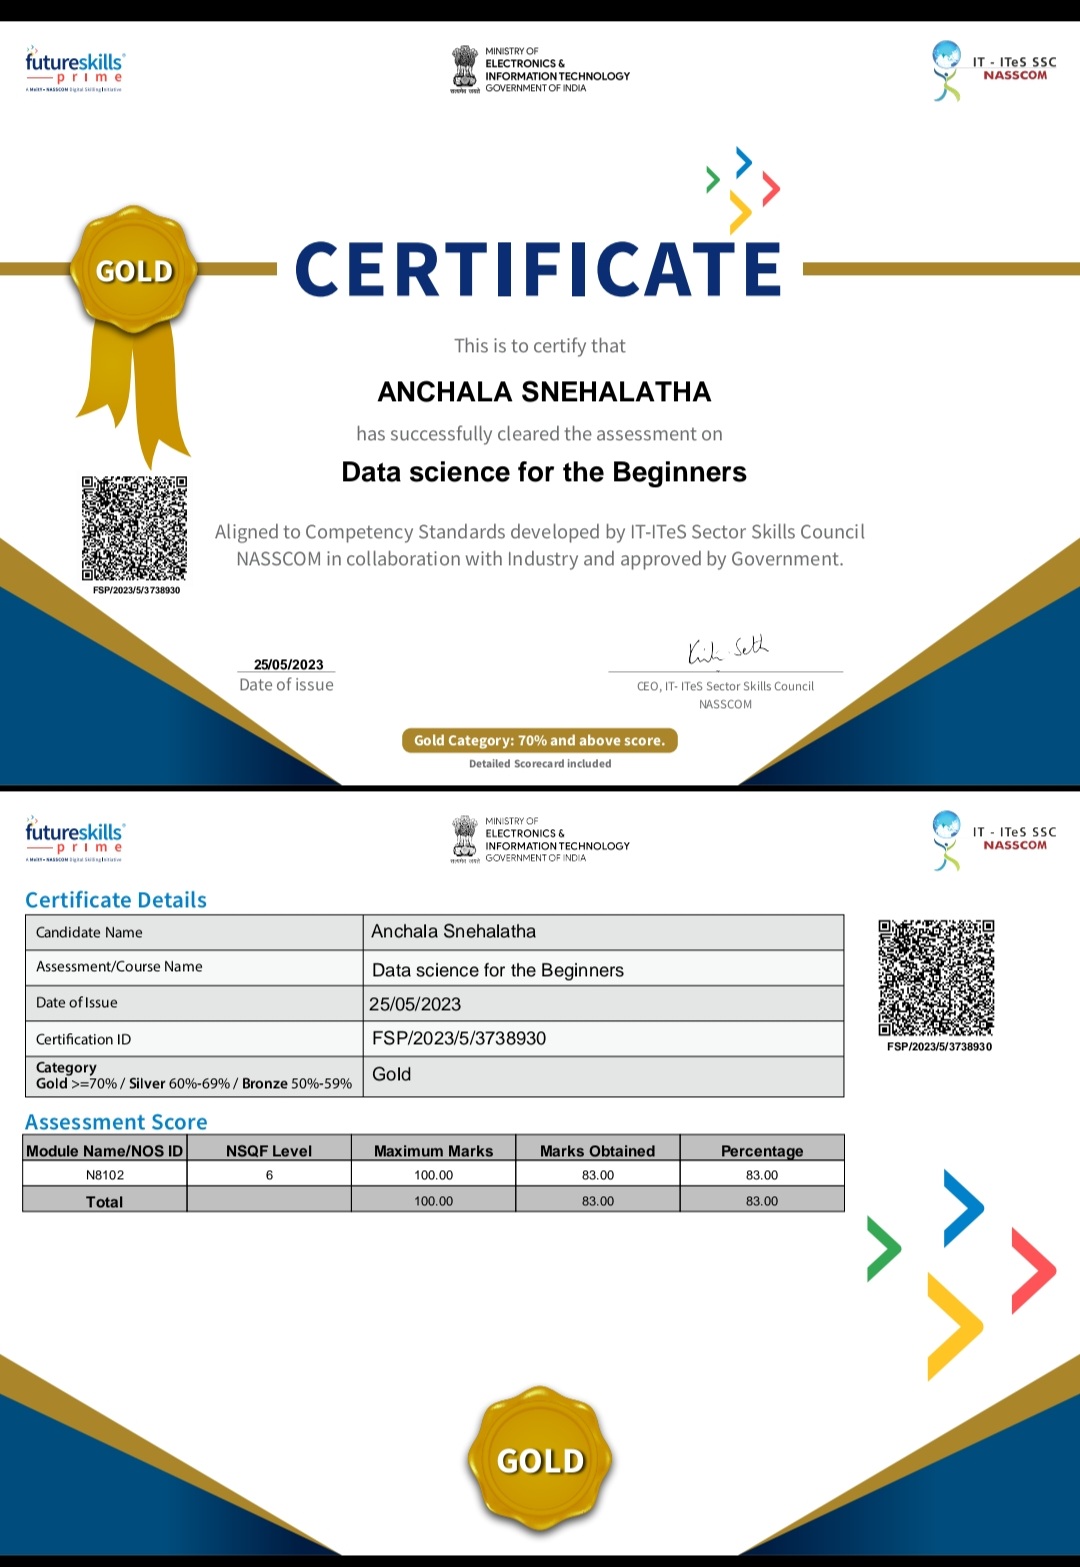 futureskills
prime
A MeitY - NASSCOM Digital Skilling Initiative
MINISTRY OF
ELECTRONICS &
INFORMATION TECHNOLOGY
GOVERNMENT OF INDIA
सत्यमेव जयते
IT - ITeS SSC
NASSCOM
GOLD
CERTIFICATE
This is to certify that
ANCHALA SNEHALATHA
has successfully cleared the assessment on
Data science for the Beginners
Aligned to Competency Standards developed by IT-ITeS Sector Skills Council
NASSCOM in collaboration with Industry and approved by Government.
FSP/2023/5/3738930
25/05/2023
Date of issue
CEO, IT- ITeS Sector Skills Council
NASSCOM
Gold Category: 70% and above score.
Detailed Scorecard included
futureskills
prime
A MeitY - NASSCOM Digital Skilling Initiative
MINISTRY OF
ELECTRONICS &
INFORMATION TECHNOLOGY
GOVERNMENT OF INDIA
सत्यमेव जयते
IT - ITeS SSC
NASSCOM
Certificate Details
Candidate Name Anchala Snehalatha
Assessment/Course Name Data science for the Beginners
Date of Issue 25/05/2023
Certification ID FSP/2023/5/3738930
Category
Gold >=70% / Silver 60%-69% / Bronze 50%-59% Gold
FSP/2023/5/3738930
Assessment Score
Module Name/NOS ID NSQF Level Maximum Marks Marks Obtained Percentage
N8102 6 100.00 83.00 83.00
Total 100.00 83.00 83.00
GOLD